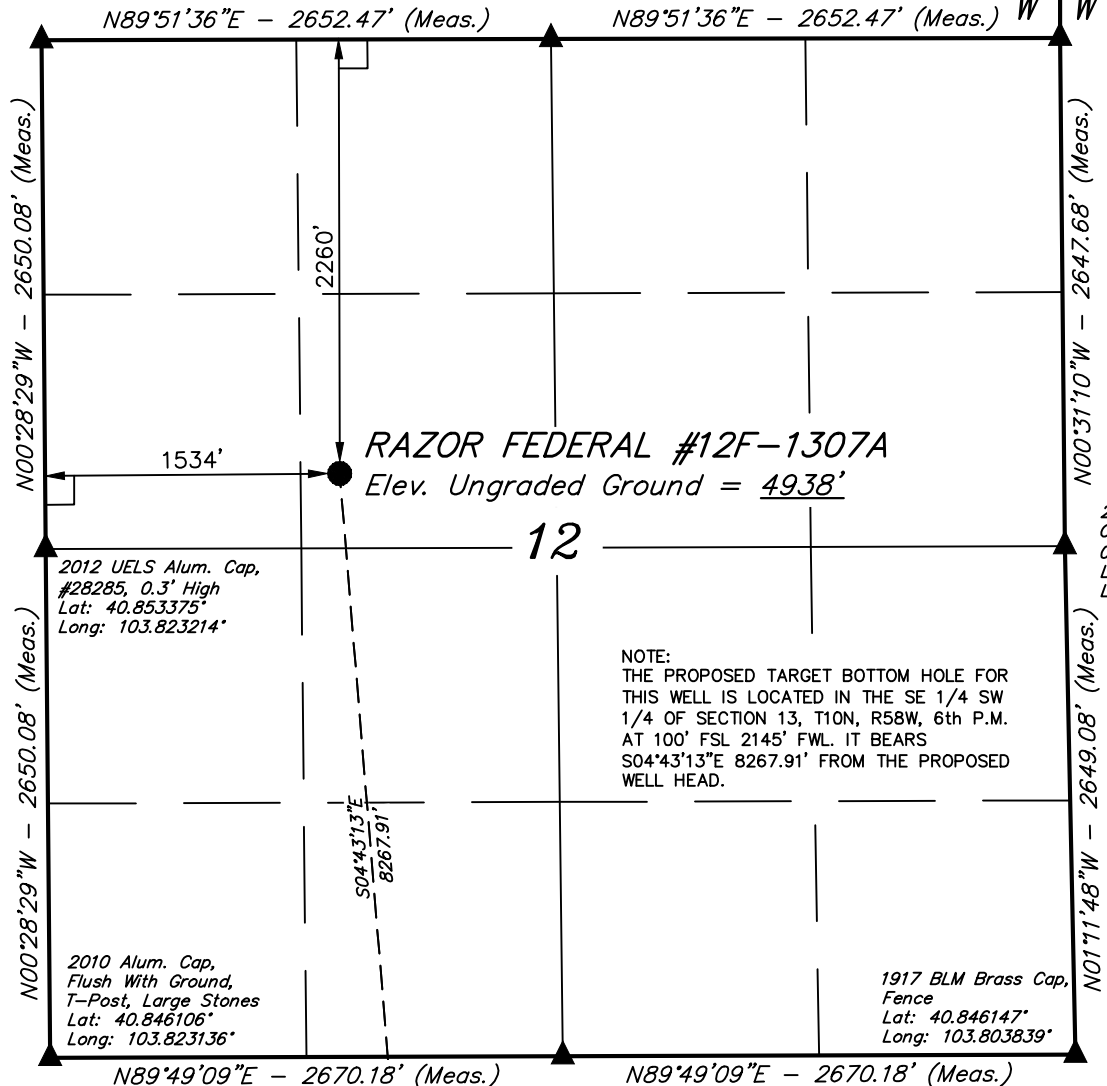 N89°51'36"E - 2652.47' (Meas.)
N89°51'36"E - 2652.47' (Meas.)
W W
N00°28'29"W - 2650.08' (Meas.)
N00°31'10"W - 2647.68' (Meas.)
2260'
1534'
RAZOR FEDERAL #12F-1307A
Elev. Ungraded Ground = 4938'
12
2012 UELS Alum. Cap,
#28285, 0.3' High
Lat: 40.853375°
Long: 103.823214°
N00°28'29"W - 2650.08' (Meas.)
N01°11'48"W - 2649.08' (Meas.)
NOTE:
THE PROPOSED TARGET BOTTOM HOLE FOR
THIS WELL IS LOCATED IN THE SE 1/4 SW
1/4 OF SECTION 13, T10N, R58W, 6th P.M.
AT 100' FSL 2145' FWL. IT BEARS
S04°43'13"E 8267.91' FROM THE PROPOSED
WELL HEAD.
S04°43'13"E
8267.91'
2010 Alum. Cap,
Flush With Ground,
T-Post, Large Stones
Lat: 40.846106°
Long: 103.823136°
1917 BLM Brass Cap,
Fence
Lat: 40.846147°
Long: 103.803839°
N89°49'09"E - 2670.18' (Meas.)
N89°49'09"E - 2670.18' (Meas.)